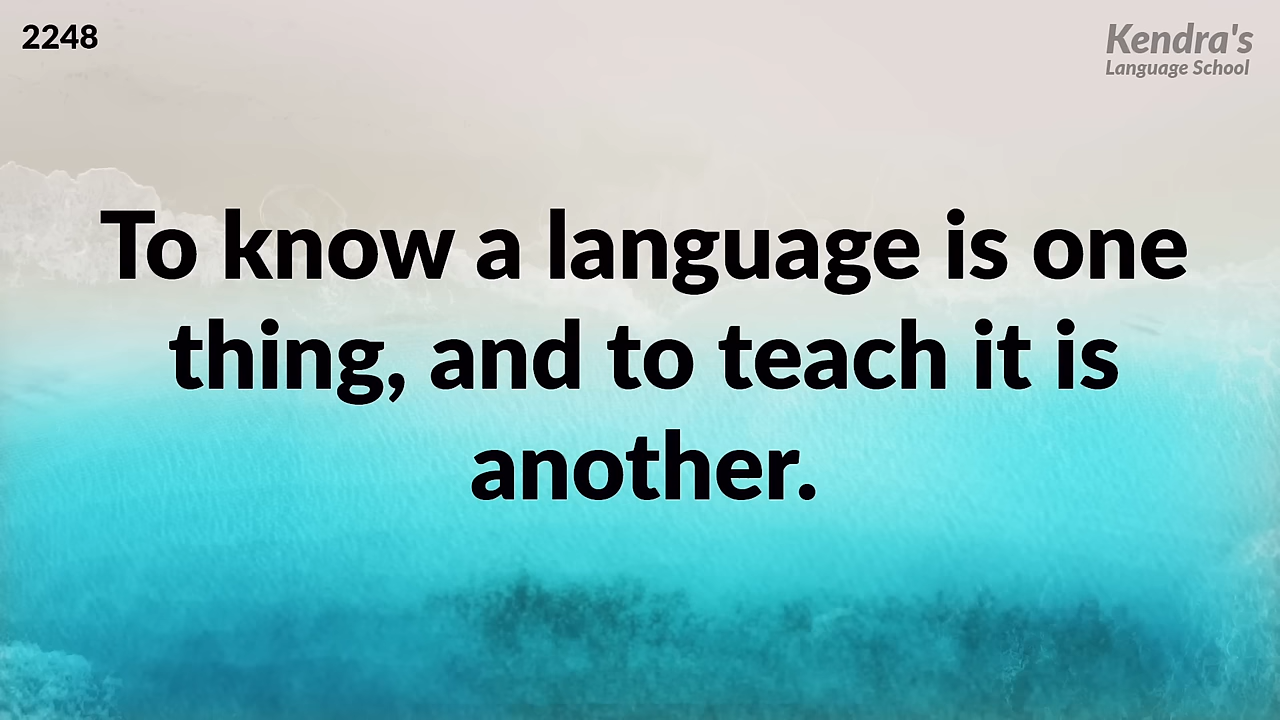 2248
Kendra's
Language School
To know a language is one
thing, and to teach it is
another.